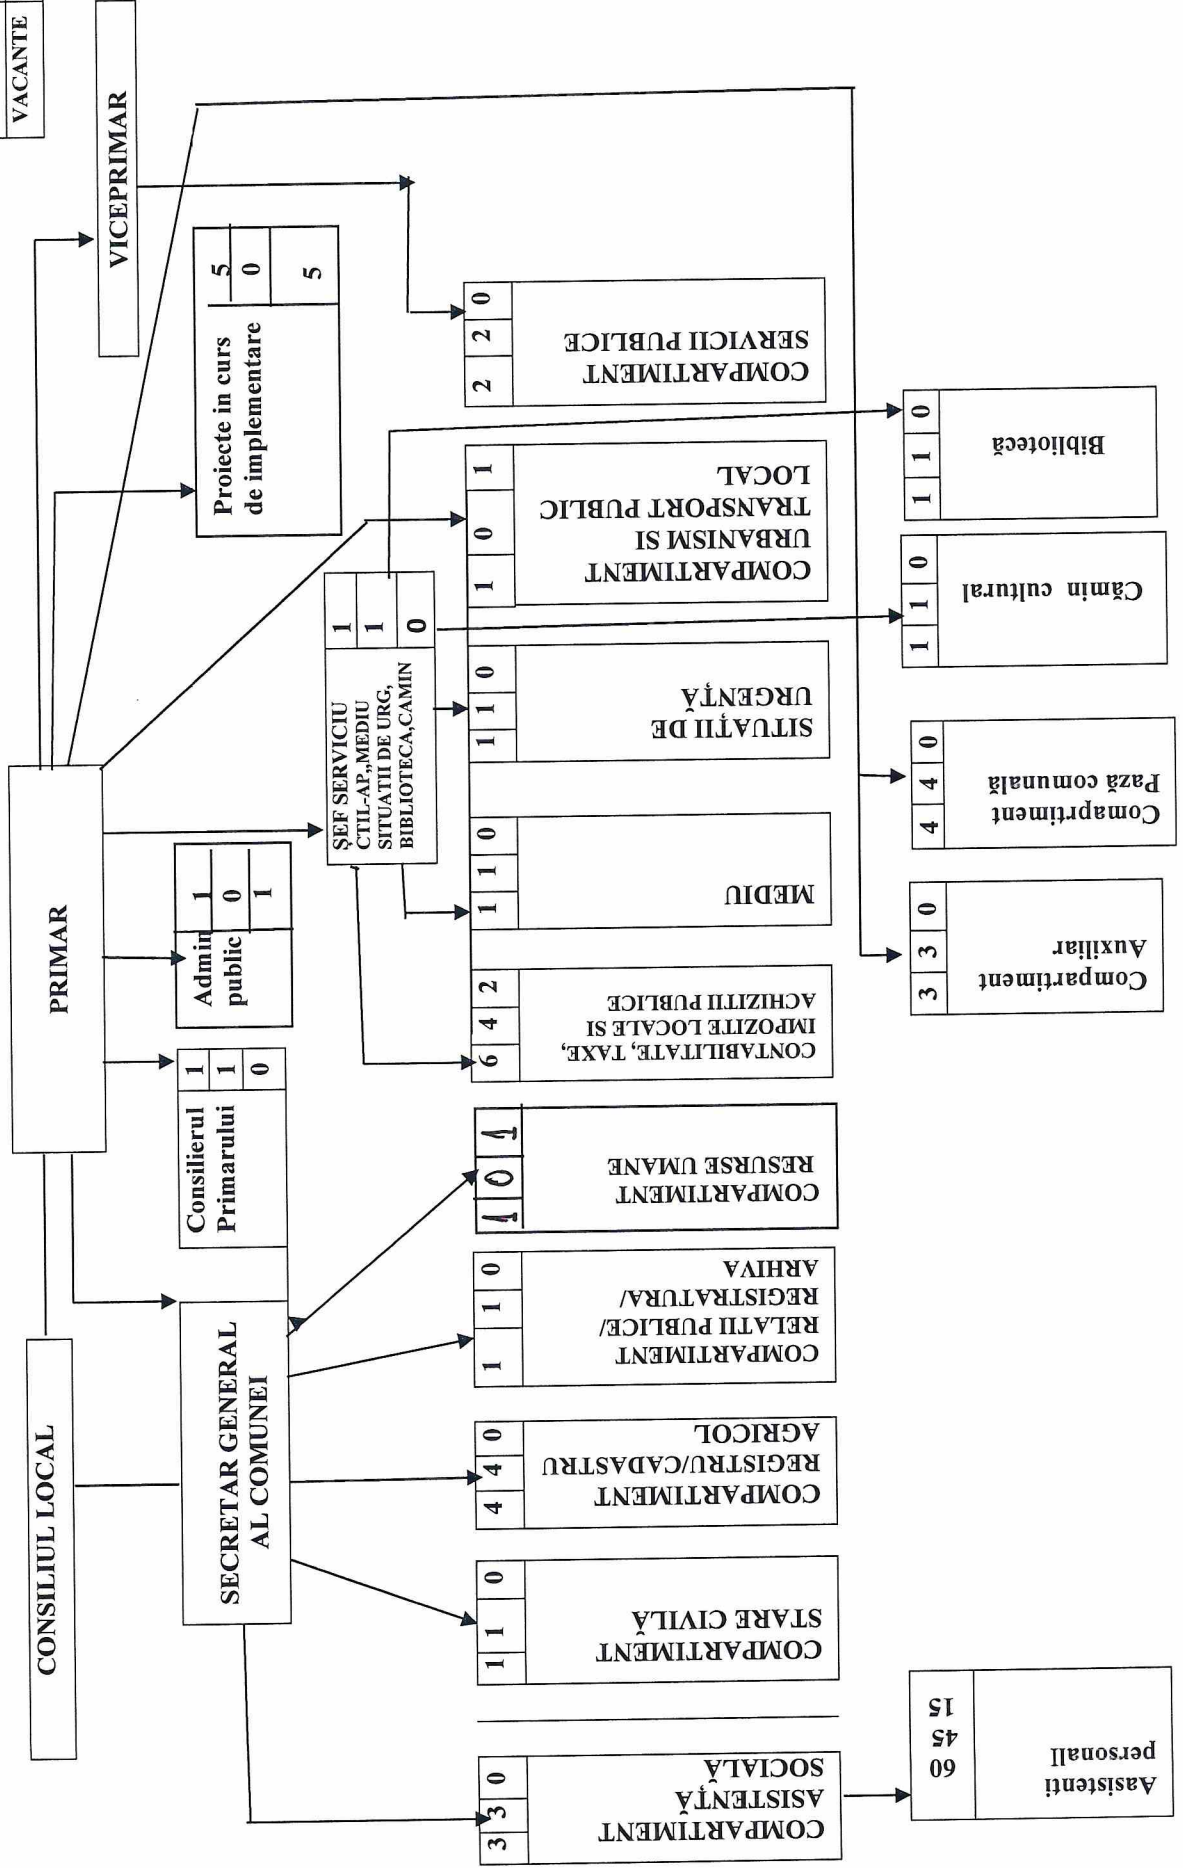 VACANTE
CONSILIUL LOCAL
PRIMAR
VICEPRIMAR
SECRETAR GENERAL
AL COMUNEI
Consilierul
Primarului
1
1
0
Admin
public
1
0
1
Proiecte in curs
de implementare
5
0
5
ŞEF SERVICIU
CTIL-AP,,MEDIU
SITUATII DE URG,
BIBLIOTECA,CAMIN
1
1
0
3 3 0
COMPARTIMENT
ASISTENŢĂ
SOCIALĂ
1 1 0
COMPARTIMENT
STARE CIVILĂ
4 4 0
COMPARTIMENT
REGISTRU/CADASTRU
AGRICOL
1 1 0
COMPARTIMENT
RELATII PUBLICE/
REGISTRATURA/
ARHIVA
1 0 1
COMPARTIMENT
RESURSE UMANE
6 4 2
CONTABILITATE, TAXE,
IMPOZITE LOCALE SI
ACHIZITII PUBLICE
1 1 0
MEDIU
1 1 0
SITUAŢII DE
URGENŢĂ
1 0 1
COMPARTIMENT
URBANISM SI
TRANSPORT PUBLIC
LOCAL
2 2 0
COMPARTIMENT
SERVICII PUBLICE
60
45
15
Aasistenti
personali
3 3 0
Compartiment
Auxiliar
4 4 0
Comaprtiment
Pază comunală
1 1 0
Cămin cultural
1 1 0
Bibliotecă